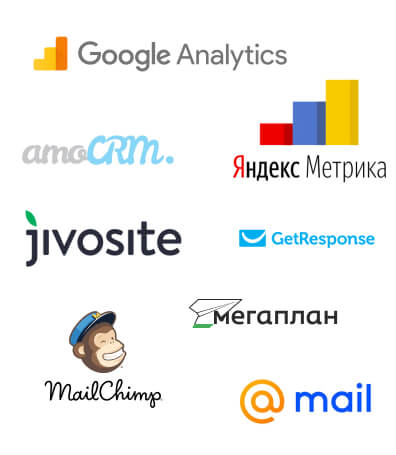 Google Analytics
amoCRM.
Яндекс Метрика
jivosite
GetResponse
мегаплан
MailChimp
@ mail